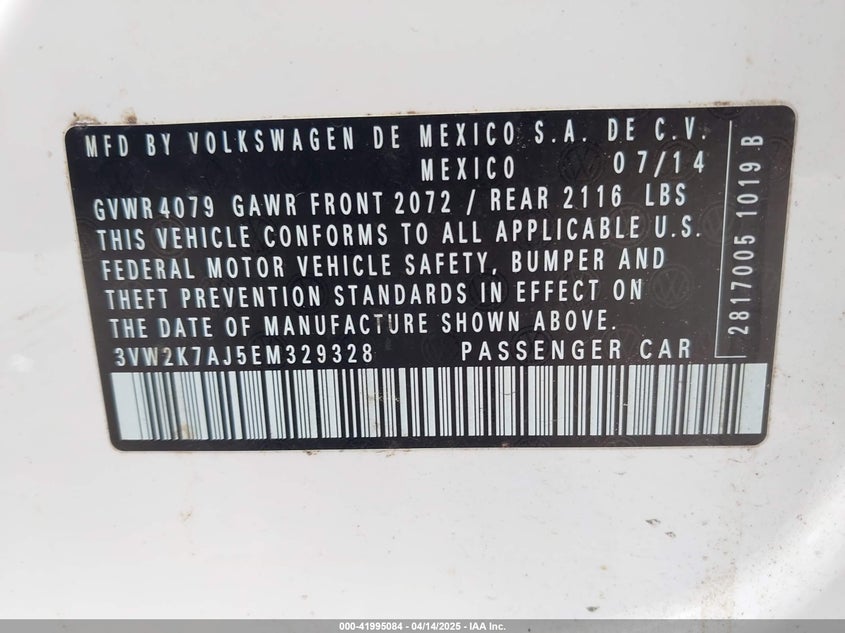 MFD BY VOLKSWAGEN DE MEXICO S.A. DE C.V.
MEXICO 07/14
GVWR4079 GAWR FRONT 2072 / REAR 2116 LBS
THIS VEHICLE CONFORMS TO ALL APPLICABLE U.S.
FEDERAL MOTOR VEHICLE SAFETY, BUMPER AND
THEFT PREVENTION STANDARDS IN EFFECT ON
THE DATE OF MANUFACTURE SHOWN ABOVE.
3VW2K7AJ5EM329328 PASSENGER CAR
2817005 1019 B
000-41995084 - 04/14/2025 - IAA Inc.